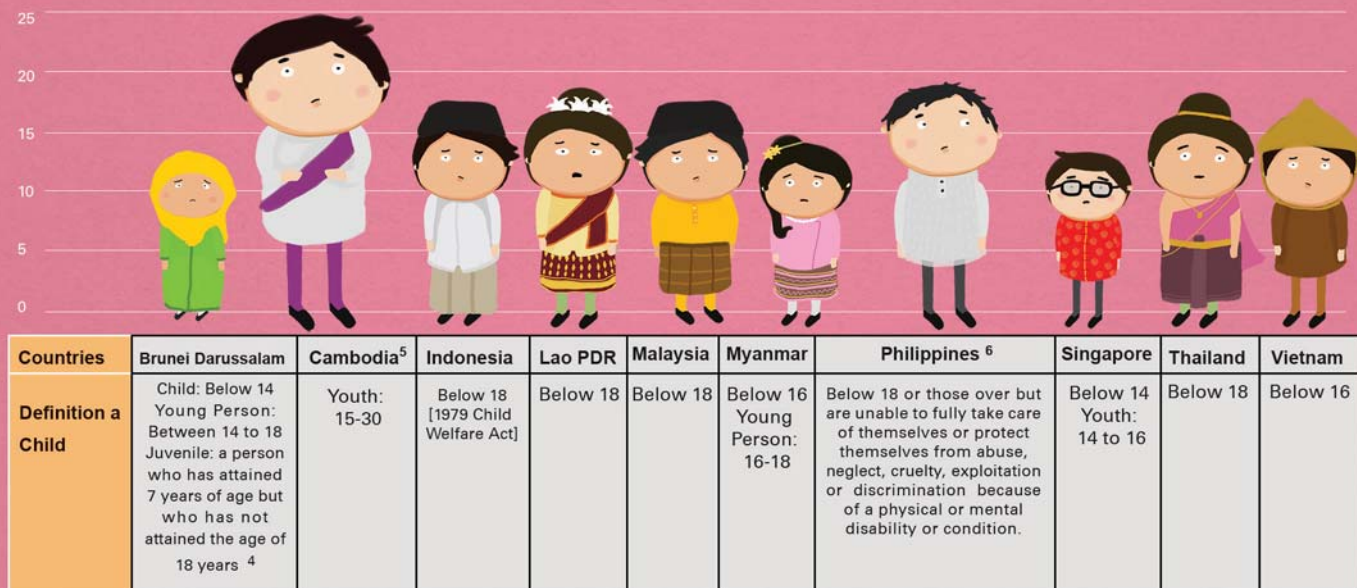 25
20
15
10
5
0
Countries
Brunei Darussalam
Cambodia5
Indonesia
Lao PDR
Malaysia
Myanmar
Philippines 6
Singapore
Thailand
Vietnam
Definition a
Child
Child: Below 14
Young Person:
Between 14 to 18
Juvenile: a person
who has attained
7 years of age but
who has not
attained the age of
18 years 4
Youth:
15-30
Below 18
[1979 Child
Welfare Act]
Below 18
Below 18
Below 16
Young
Person:
16-18
Below 18 or those over but
are unable to fully take care
of themselves or protect
themselves from abuse,
neglect, cruelty, exploitation
or discrimination because
of a physical or mental
disability or condition.
Below 14
Youth:
14 to 16
Below 18
Below 16